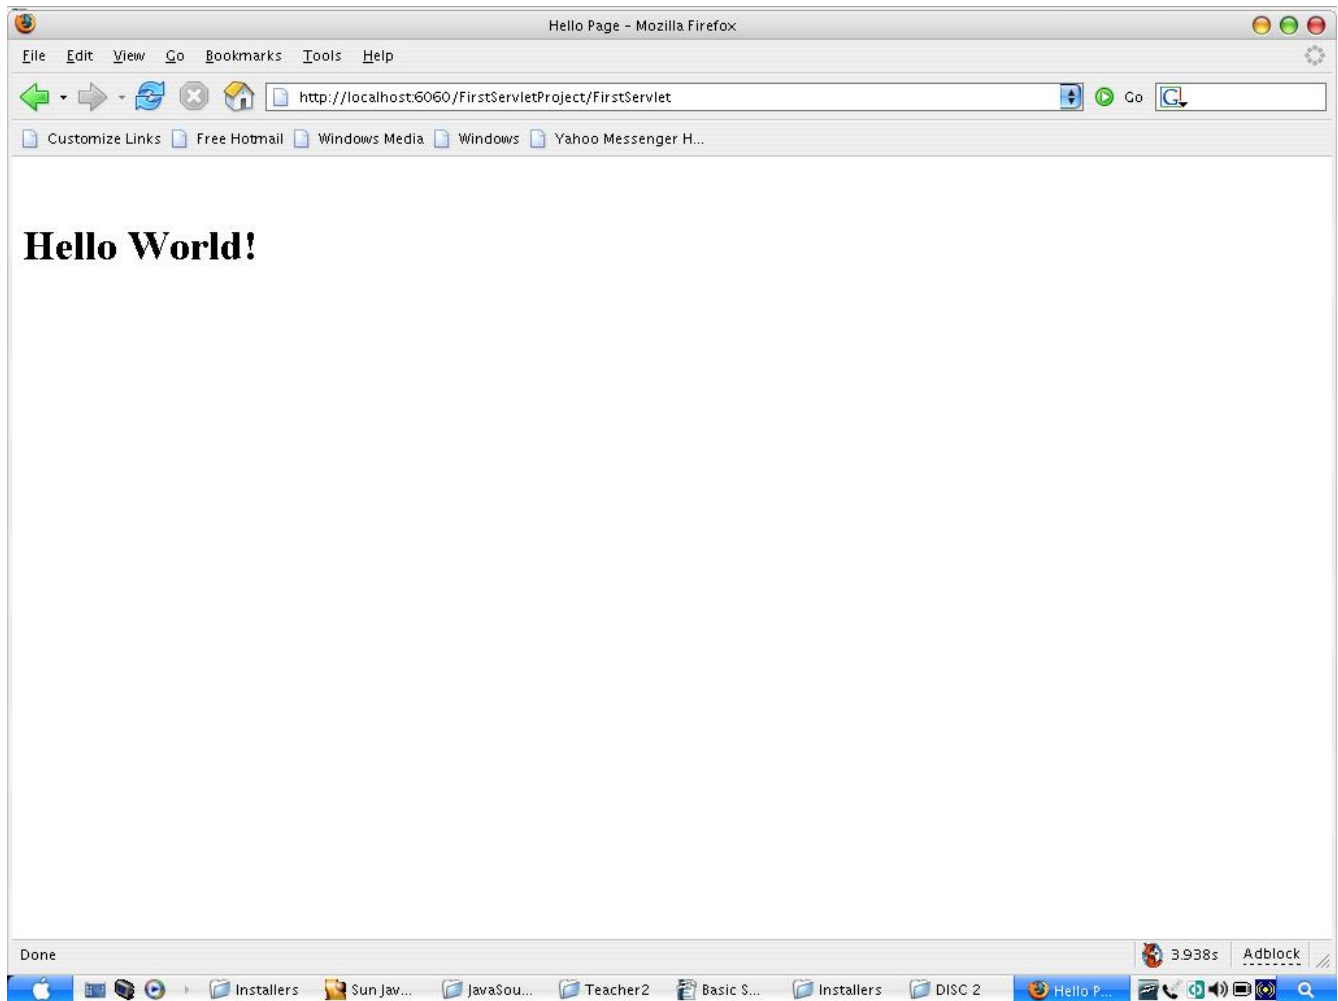 Hello Page - Mozilla Firefox
File Edit View Go Bookmarks Tools Help
http://localhost:6060/FirstServletProject/FirstServlet Go G
Customize Links Free Hotmail Windows Media Windows Yahoo Messenger H...
Hello World!
Done 3.938s Adblock
Installers Sun Jav... JavaSou... Teacher2 Basic S... Installers DISC 2 Hello P...